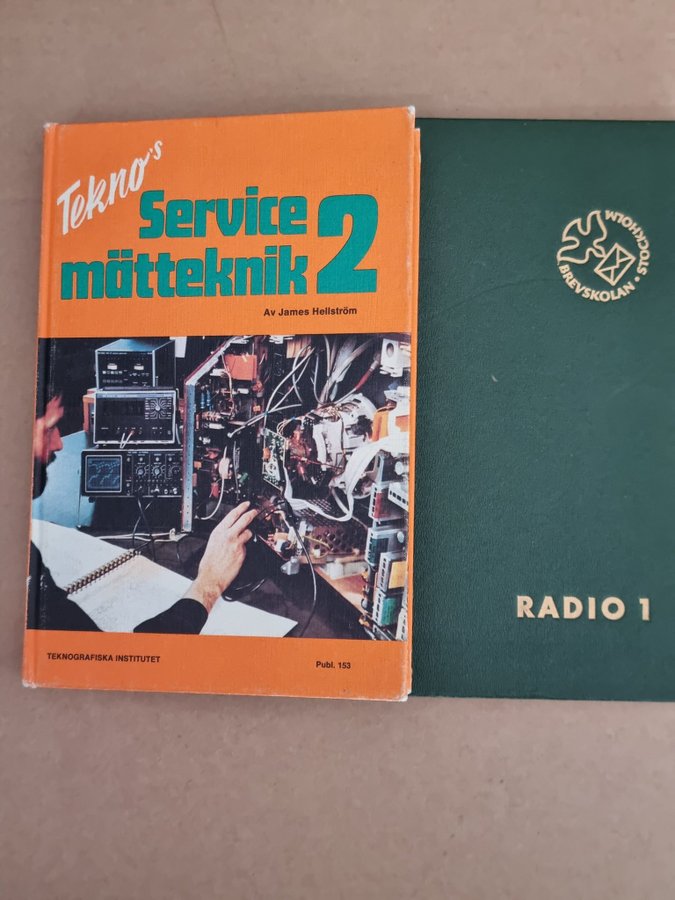 Tekno's
Service
mätteknik 2
Av James Hellström
TEKNOGRAFISKA INSTITUTET
Publ. 153
BREVSKOLAN • STOCKHOLM
RADIO 1